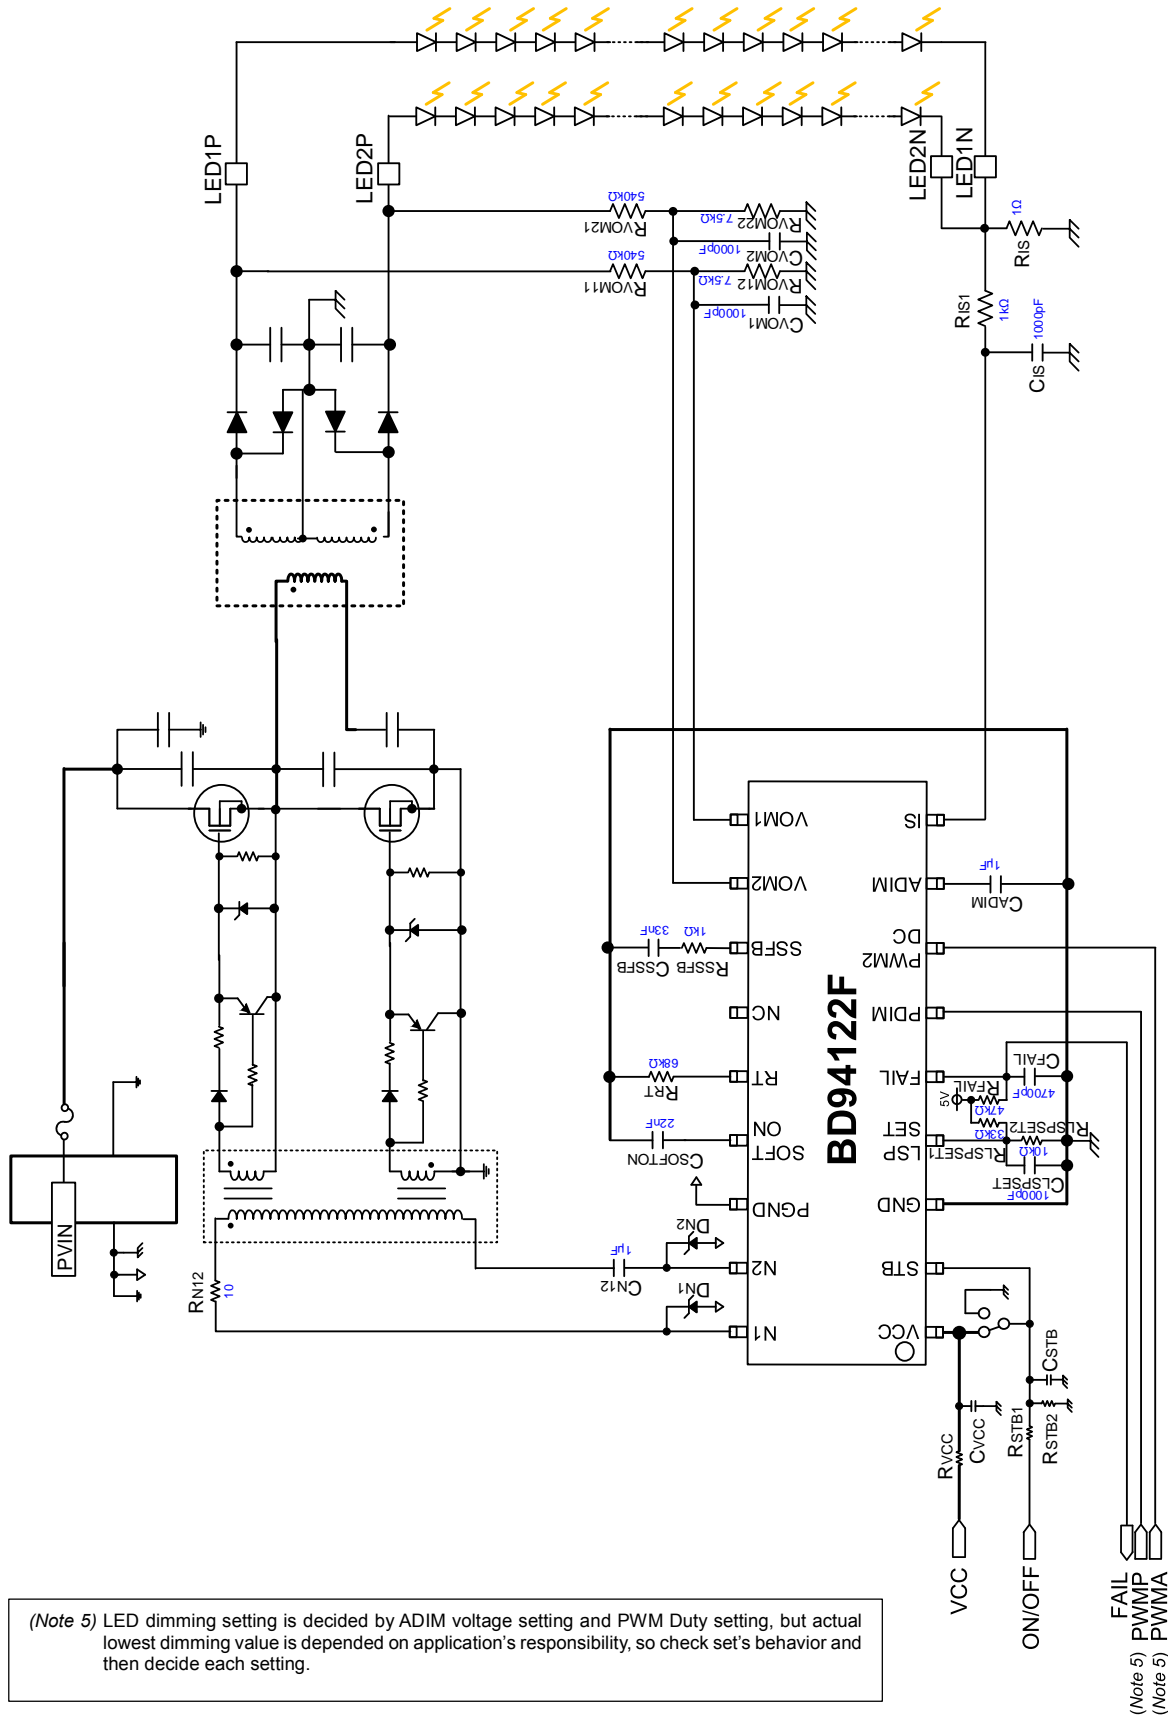 LED1P
LED2P
LED2N
LED1N
540kΩ
RVOM21
7.5kΩ
RVOM22
1000pF
CVOM2
540kΩ
RVOM11
7.5kΩ
RVOM12
1000pF
CVOM1
1Ω
RIS
RIS1
1kΩ
1000pF
CIS
PVIN
RN12
10
1µF
CN12
DN2
DN1
BD94122F
VOM1
VOM2
SSFB
NC
RT
SOFT
ON
PGND
N2
N1
IS
ADIM
PWM2
DC
PDIM
FAIL
LSP
SET
GND
STB
VCC
33nF
CSSFB
1kΩ
RSSFB
68kΩ
RRT
22nF
CSOFTON
1µF
CADIM
CFAIL
4700pF
RFAIL
47kΩ
5V
RLSPSET2
33kΩ
RLSPSET1
10kΩ
CLSPSET
1000pF
CSTB
RSTB1
RSTB2
RVCC
CVCC
VCC
ON/OFF
FAIL
(Note 5) PWMP
(Note 5) PWMA
(Note 5) LED dimming setting is decided by ADIM voltage setting and PWM Duty setting, but actual
lowest dimming value is depended on application's responsibility, so check set's behavior and
then decide each setting.